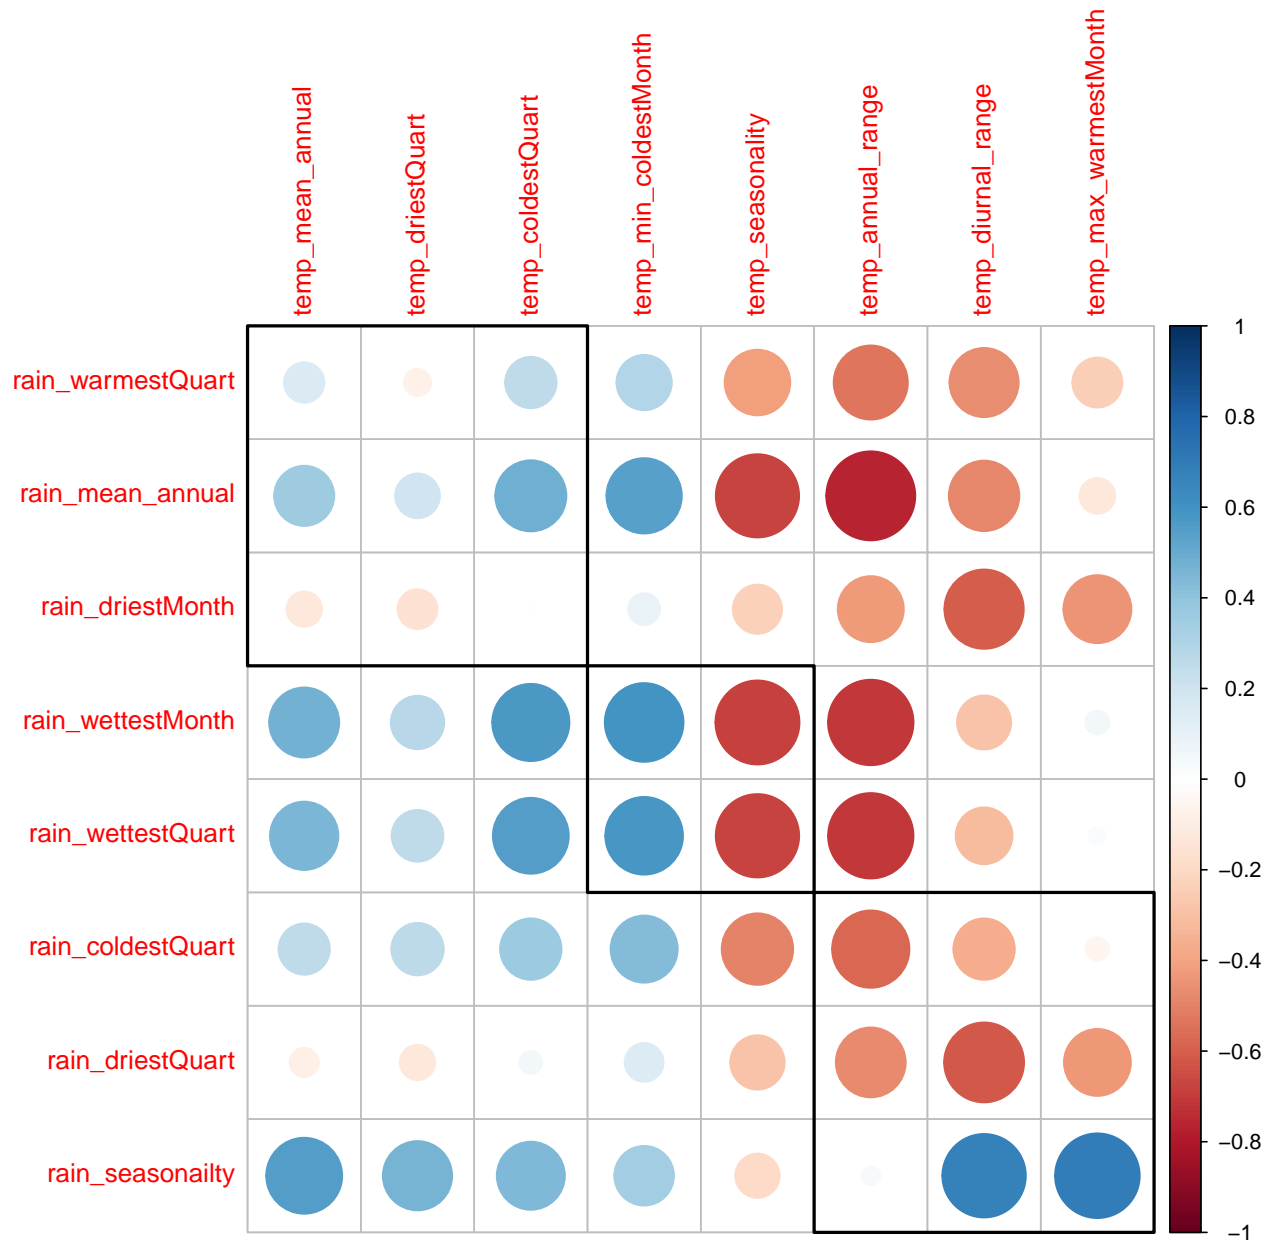 temp_mean_annual
temp_driestQuart
temp_coldestQuart
temp_min_coldestMonth
temp_seasonality
temp_annual_range
temp_diurnal_range
temp_max_warmestMonth
rain_warmestQuart
rain_mean_annual
rain_driestMonth
rain_wettestMonth
rain_wettestQuart
rain_coldestQuart
rain_driestQuart
rain_seasonailty
1
0.8
0.6
0.4
0.2
0
−0.2
−0.4
−0.6
−0.8
−1